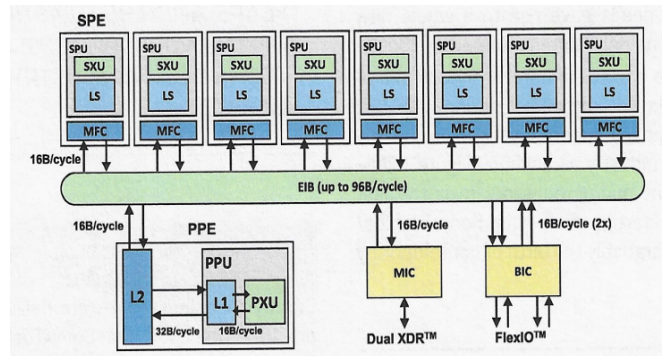 SPE
SPU SPU SPU SPU SPU SPU SPU SPU
SXU SXU SXU SXU SXU SXU SXU SXU
LS LS LS LS LS LS LS LS
MFC MFC MFC MFC MFC MFC MFC MFC
16B/cycle
EIB (up to 96B/cycle)
16B/cycle 16B/cycle 16B/cycle (2x)
PPE
PPU
L2 L1 PXU MIC BIC
32B/cycle 16B/cycle
Dual XDR™ FlexIO™